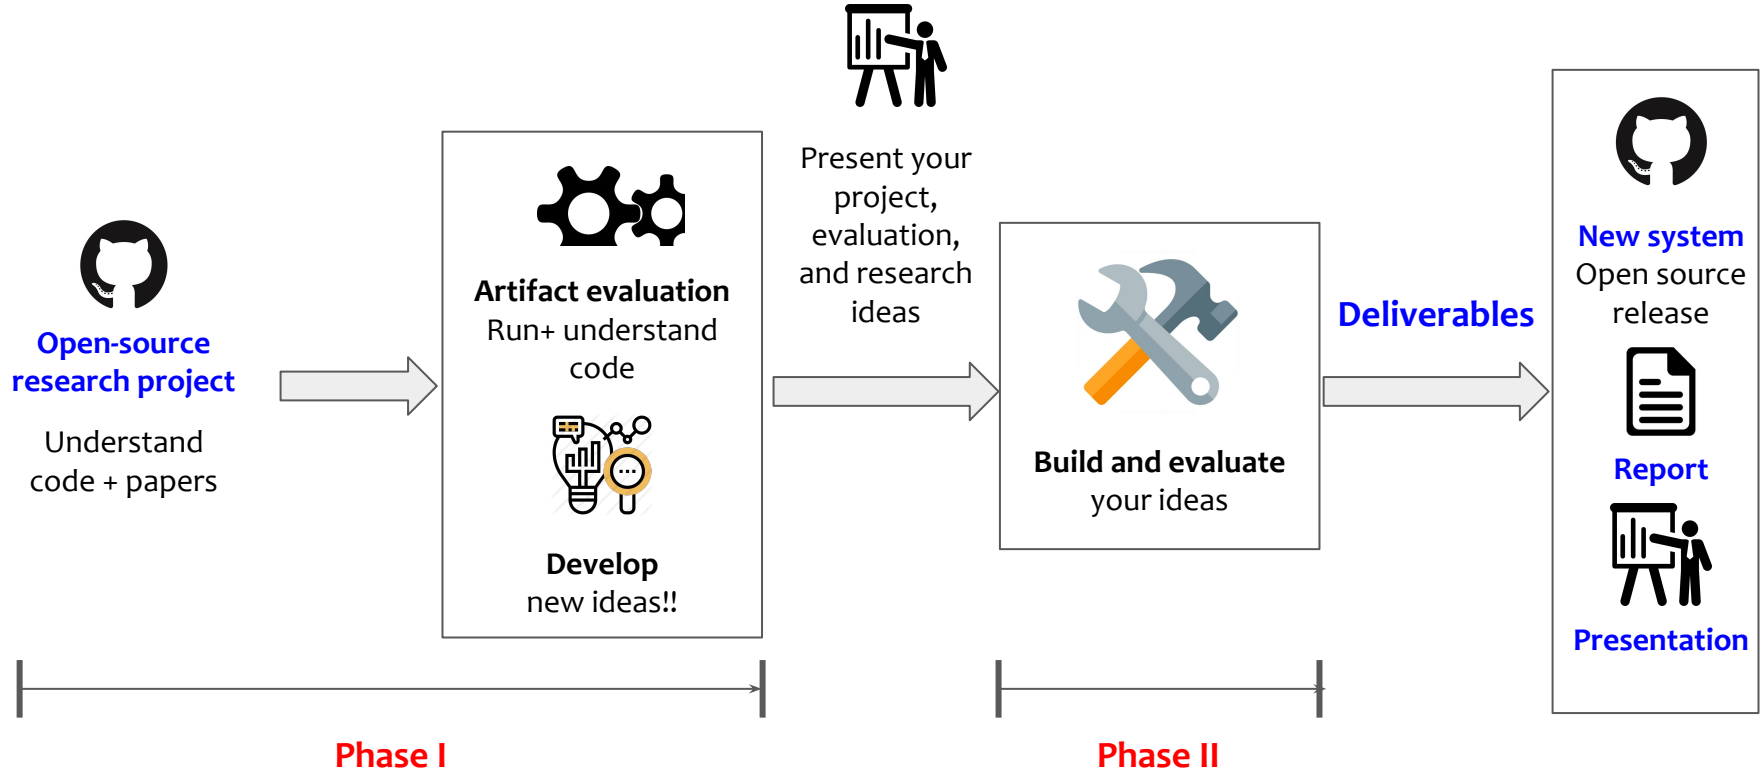 Open-source
research project
Understand
code + papers
Artifact evaluation
Run+ understand
code
Develop
new ideas!!
Present your
project,
evaluation,
and research
ideas
Build and evaluate
your ideas
Deliverables
New system
Open source
release
Report
Presentation
Phase I
Phase II